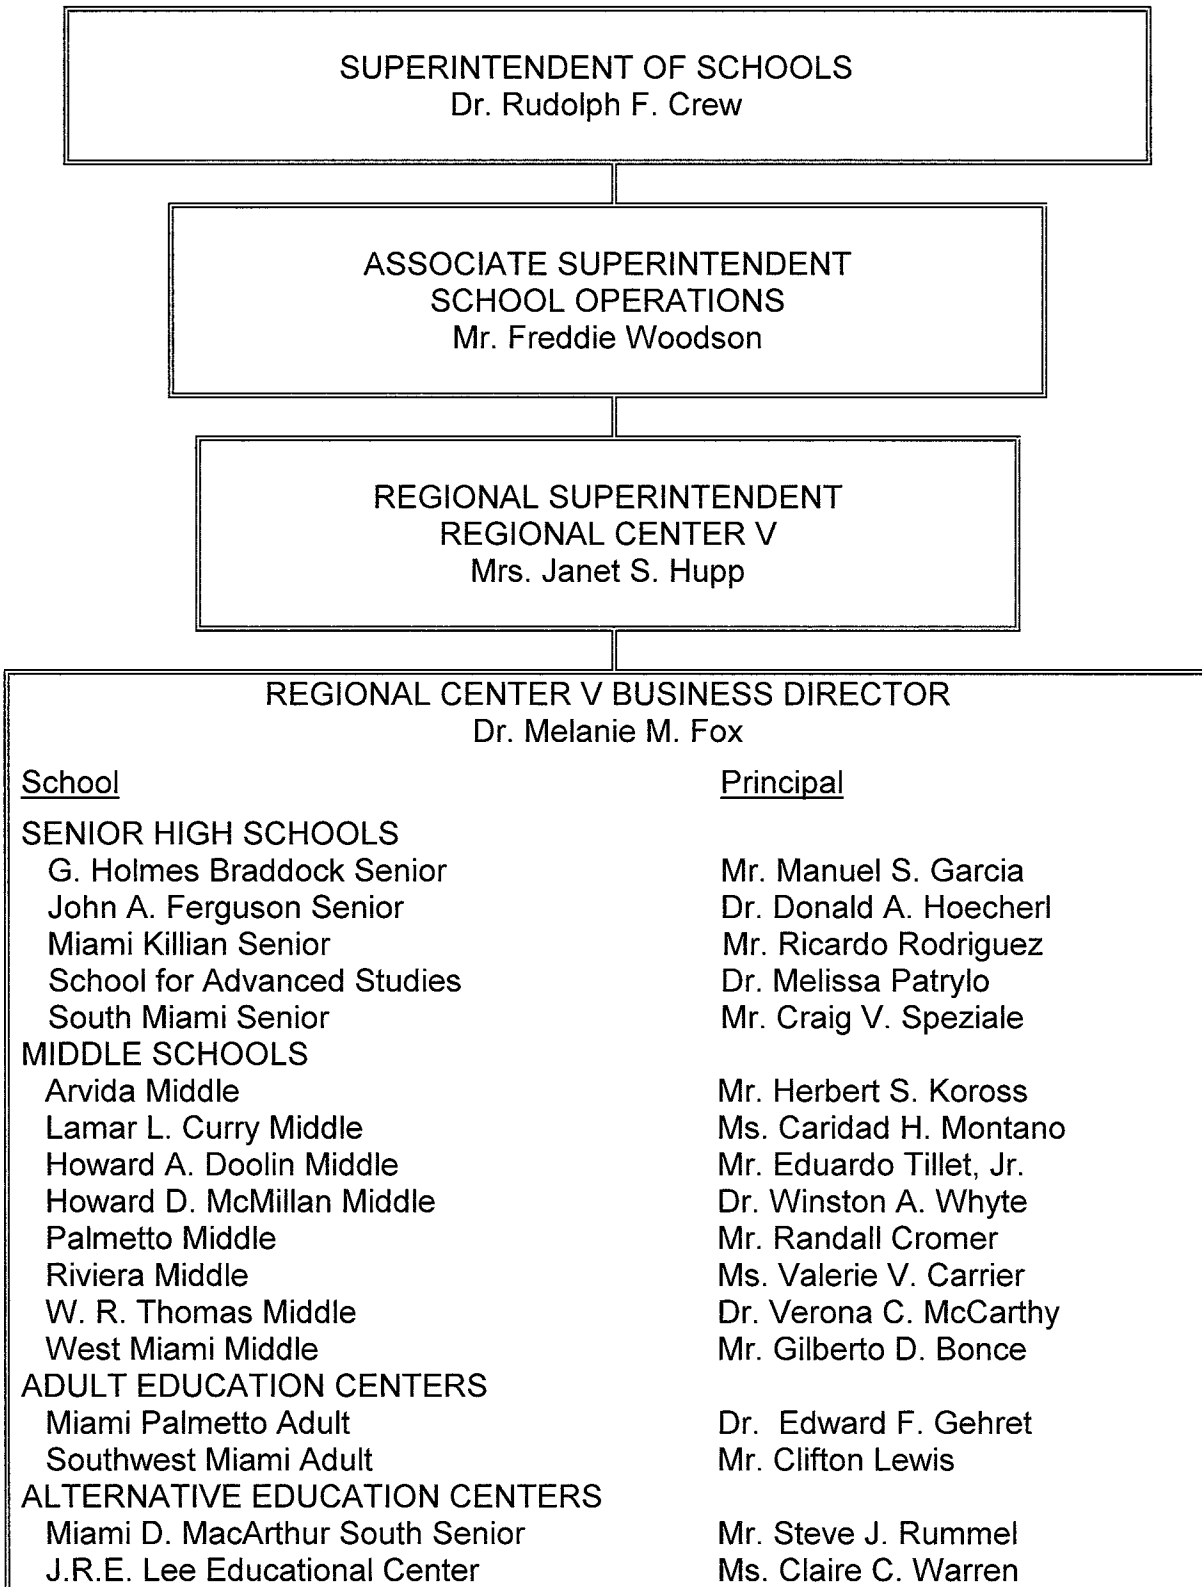 SUPERINTENDENT OF SCHOOLS
Dr. Rudolph F. Crew
ASSOCIATE SUPERINTENDENT
SCHOOL OPERATIONS
Mr. Freddie Woodson
REGIONAL SUPERINTENDENT
REGIONAL CENTER V
Mrs. Janet S. Hupp
REGIONAL CENTER V BUSINESS DIRECTOR
Dr. Melanie M. Fox
School Principal
SENIOR HIGH SCHOOLS
G. Holmes Braddock Senior Mr. Manuel S. Garcia
John A. Ferguson Senior Dr. Donald A. Hoecherl
Miami Killian Senior Mr. Ricardo Rodriguez
School for Advanced Studies Dr. Melissa Patrylo
South Miami Senior Mr. Craig V. Speziale
MIDDLE SCHOOLS
Arvida Middle Mr. Herbert S. Koross
Lamar L. Curry Middle Ms. Caridad H. Montano
Howard A. Doolin Middle Mr. Eduardo Tillet, Jr.
Howard D. McMillan Middle Dr. Winston A. Whyte
Palmetto Middle Mr. Randall Cromer
Riviera Middle Ms. Valerie V. Carrier
W. R. Thomas Middle Dr. Verona C. McCarthy
West Miami Middle Mr. Gilberto D. Bonce
ADULT EDUCATION CENTERS
Miami Palmetto Adult Dr. Edward F. Gehret
Southwest Miami Adult Mr. Clifton Lewis
ALTERNATIVE EDUCATION CENTERS
Miami D. MacArthur South Senior Mr. Steve J. Rummel
J.R.E. Lee Educational Center Ms. Claire C. Warren